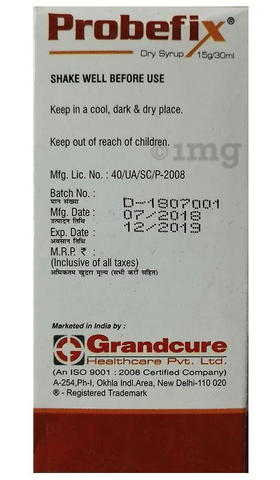 Probefix®
Dry Syrup 15g/30ml
SHAKE WELL BEFORE USE
Keep in a cool, dark & dry place.
Keep out of reach of children.
1mg
Mfg. Lic. No. : 40/UA/SC/P-2008
Batch No. : D-1807001
घान संख्या
Mfg. Date : 07/2018
उत्पादन तिथि
Exp. Date : 12/2019
अवसान तिथि
M.R.P. ₹ :
(Inclusive of all taxes)
अधिकतम खुदरा मूल्य (सभी करों सहित)
Marketed in India by :
Grandcure
Healthcare Pvt. Ltd.
(An ISO 9001 : 2008 Certified Company)
A-254,Ph-I, Okhla Indl.Area, New Delhi-110 020
® - Registered Trademark